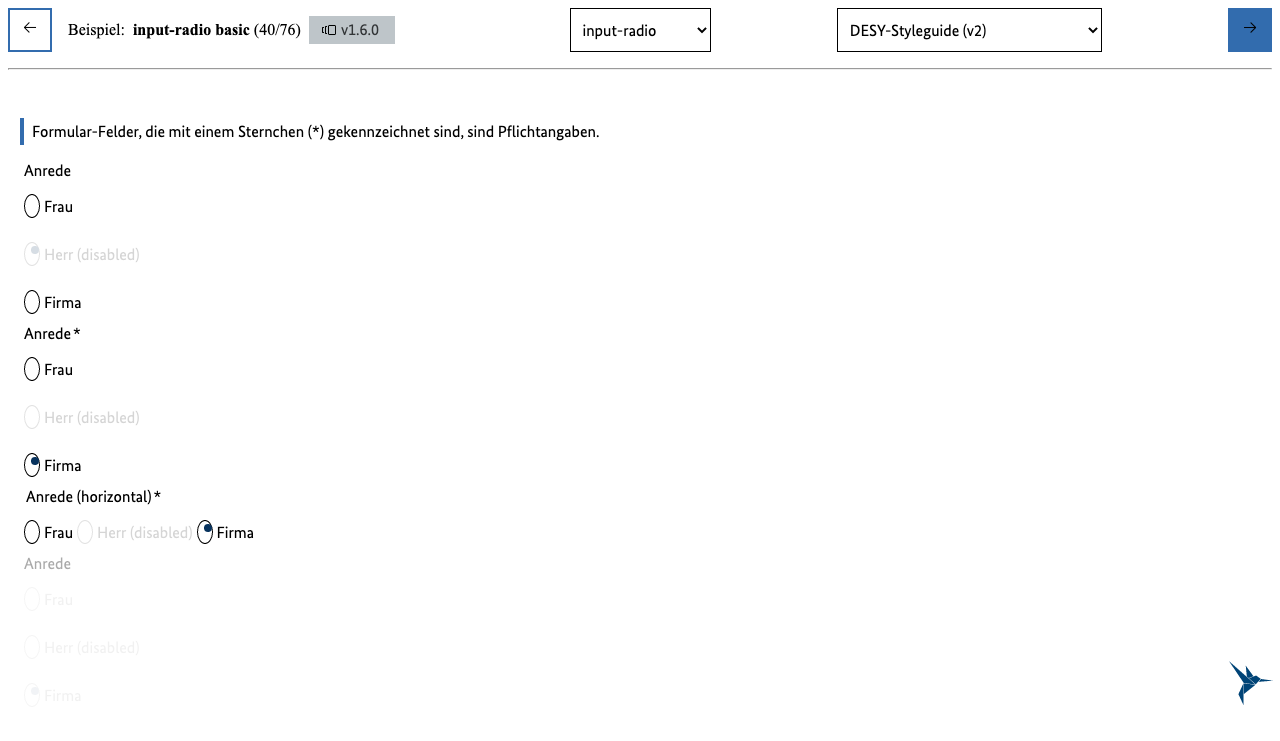 Beispiel: input-radio basic (40/76) v1.6.0 input-radio DESY-Styleguide (v2)
Formular-Felder, die mit einem Sternchen (*) gekennzeichnet sind, sind Pflichtangaben.
Anrede
Frau
Herr (disabled)
Firma
Anrede *
Frau
Herr (disabled)
Firma
Anrede (horizontal) *
Frau Herr (disabled) Firma
Anrede
Frau
Herr (disabled)
Firma